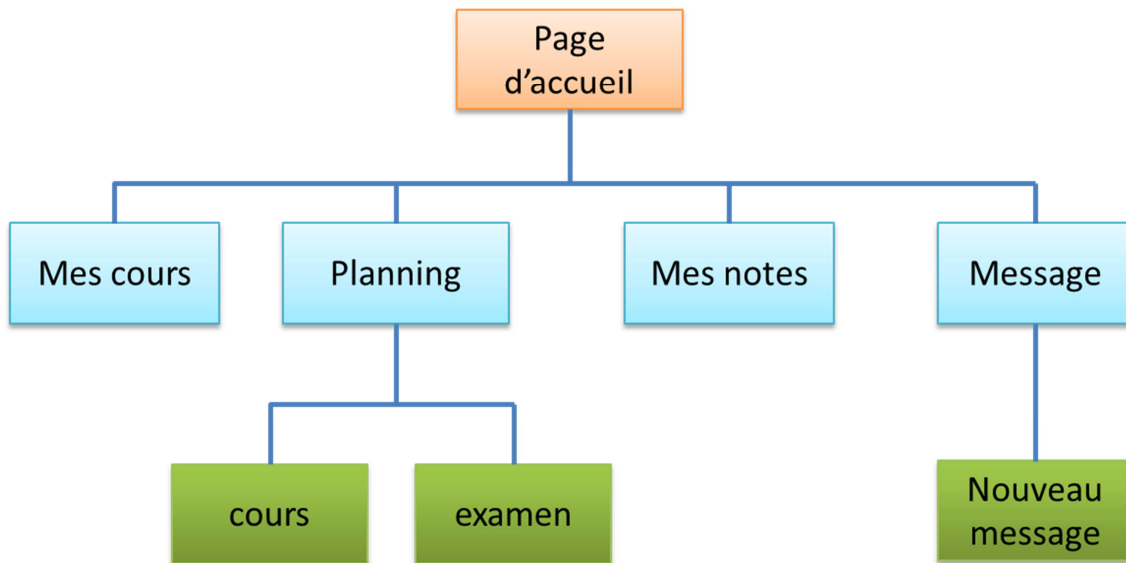 Page
d’accueil
Mes cours
Planning
Mes notes
Message
cours
examen
Nouveau
message